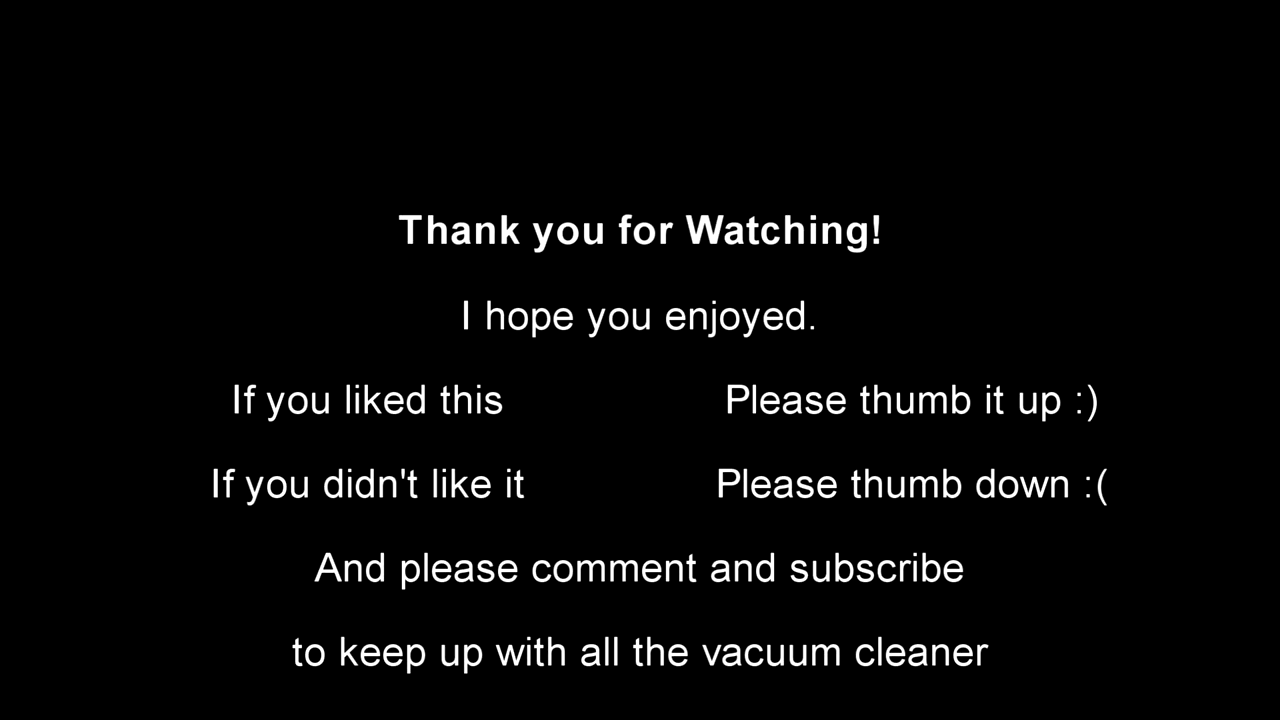 Thank you for Watching!
I hope you enjoyed.
If you liked this Please thumb it up :)
If you didn't like it Please thumb down :(
And please comment and subscribe
to keep up with all the vacuum cleaner